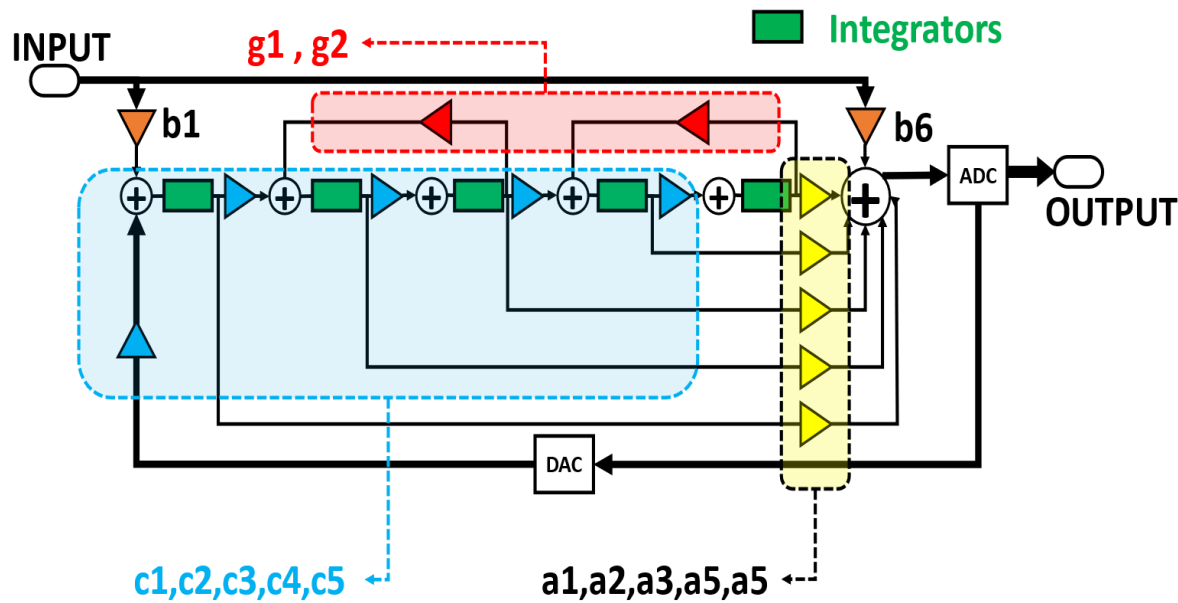 INPUT
g1 , g2
Integrators
b1
b6
+
+
+
+
+
+
ADC
OUTPUT
DAC
c1,c2,c3,c4,c5
a1,a2,a3,a5,a5